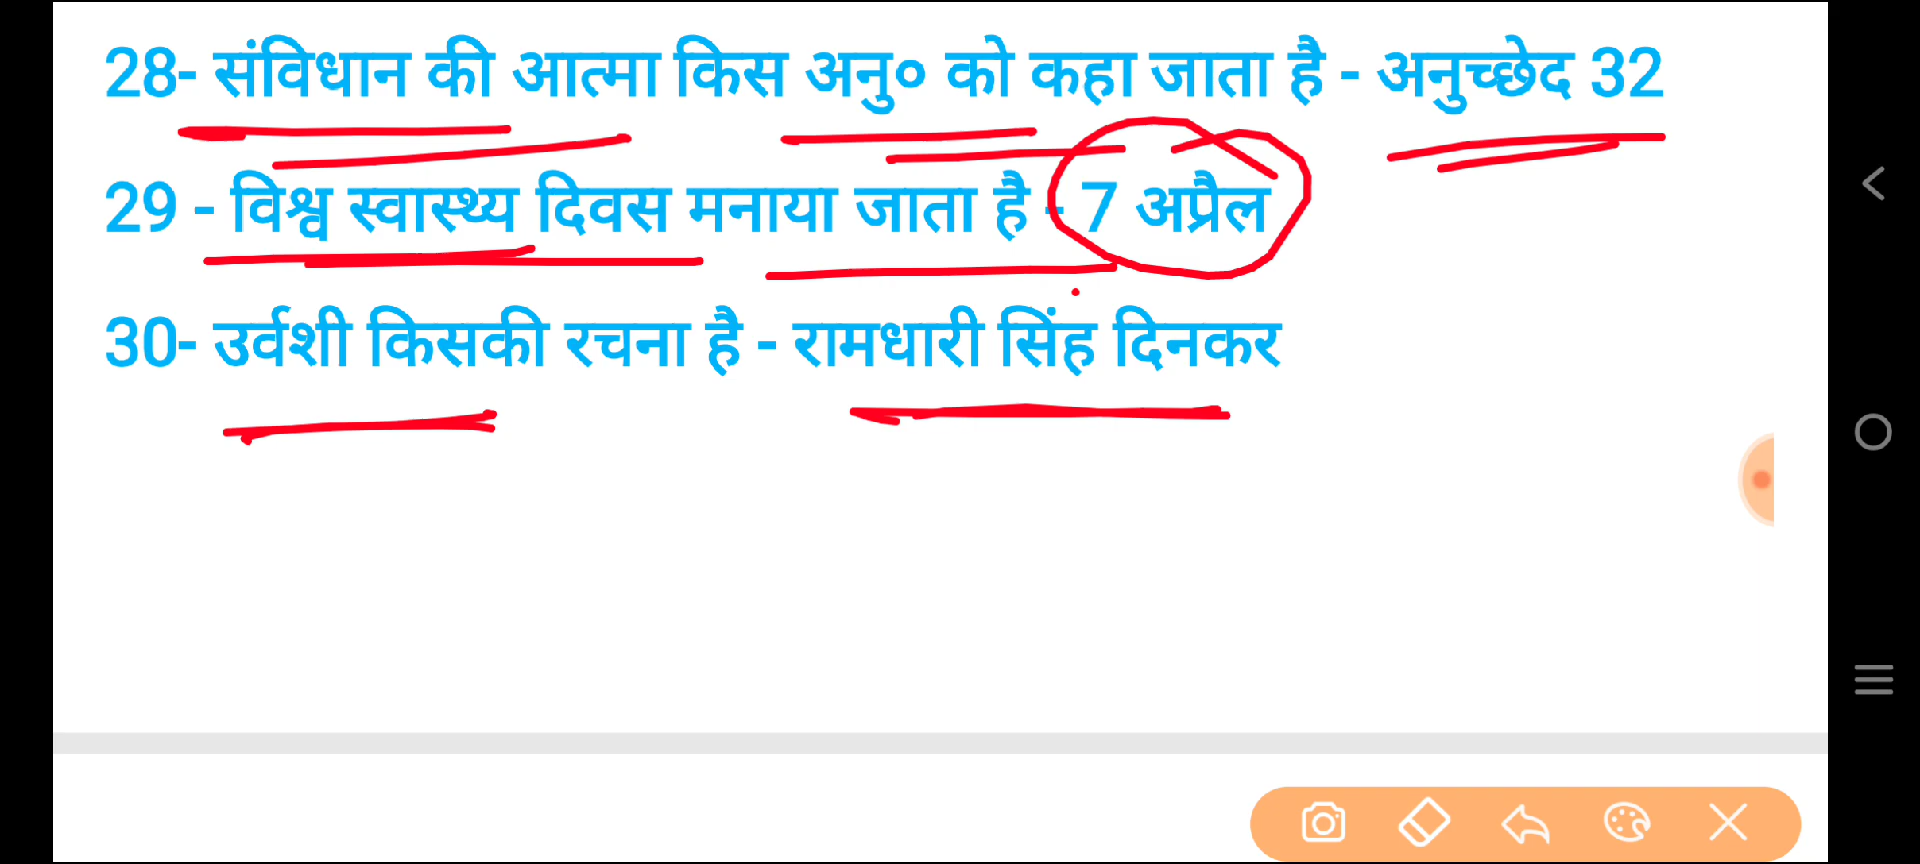 28- संविधान की आत्मा किस अनु० को कहा जाता है - अनुच्छेद 32
29 - विश्व स्वास्थ्य दिवस मनाया जाता है - 7 अप्रैल
30- उर्वशी किसकी रचना है - रामधारी सिंह दिनकर